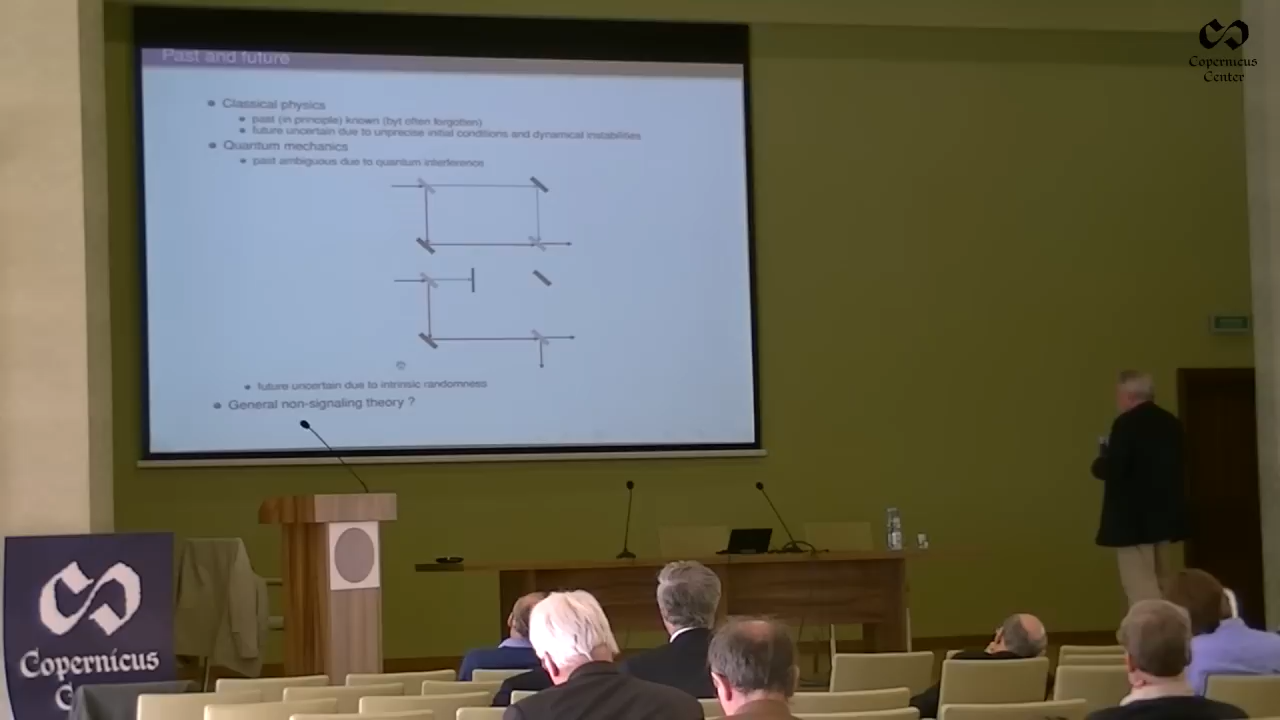 Past and future
Classical physics
past (in principle) known (byt often forgotten)
future uncertain due to unprecise initial conditions and dynamical instabilities
Quantum mechanics
past ambiguous due to quantum interference
future uncertain due to intrinsic randomness
General non-signaling theory ?
Copernicus
Center
Copernicus
C